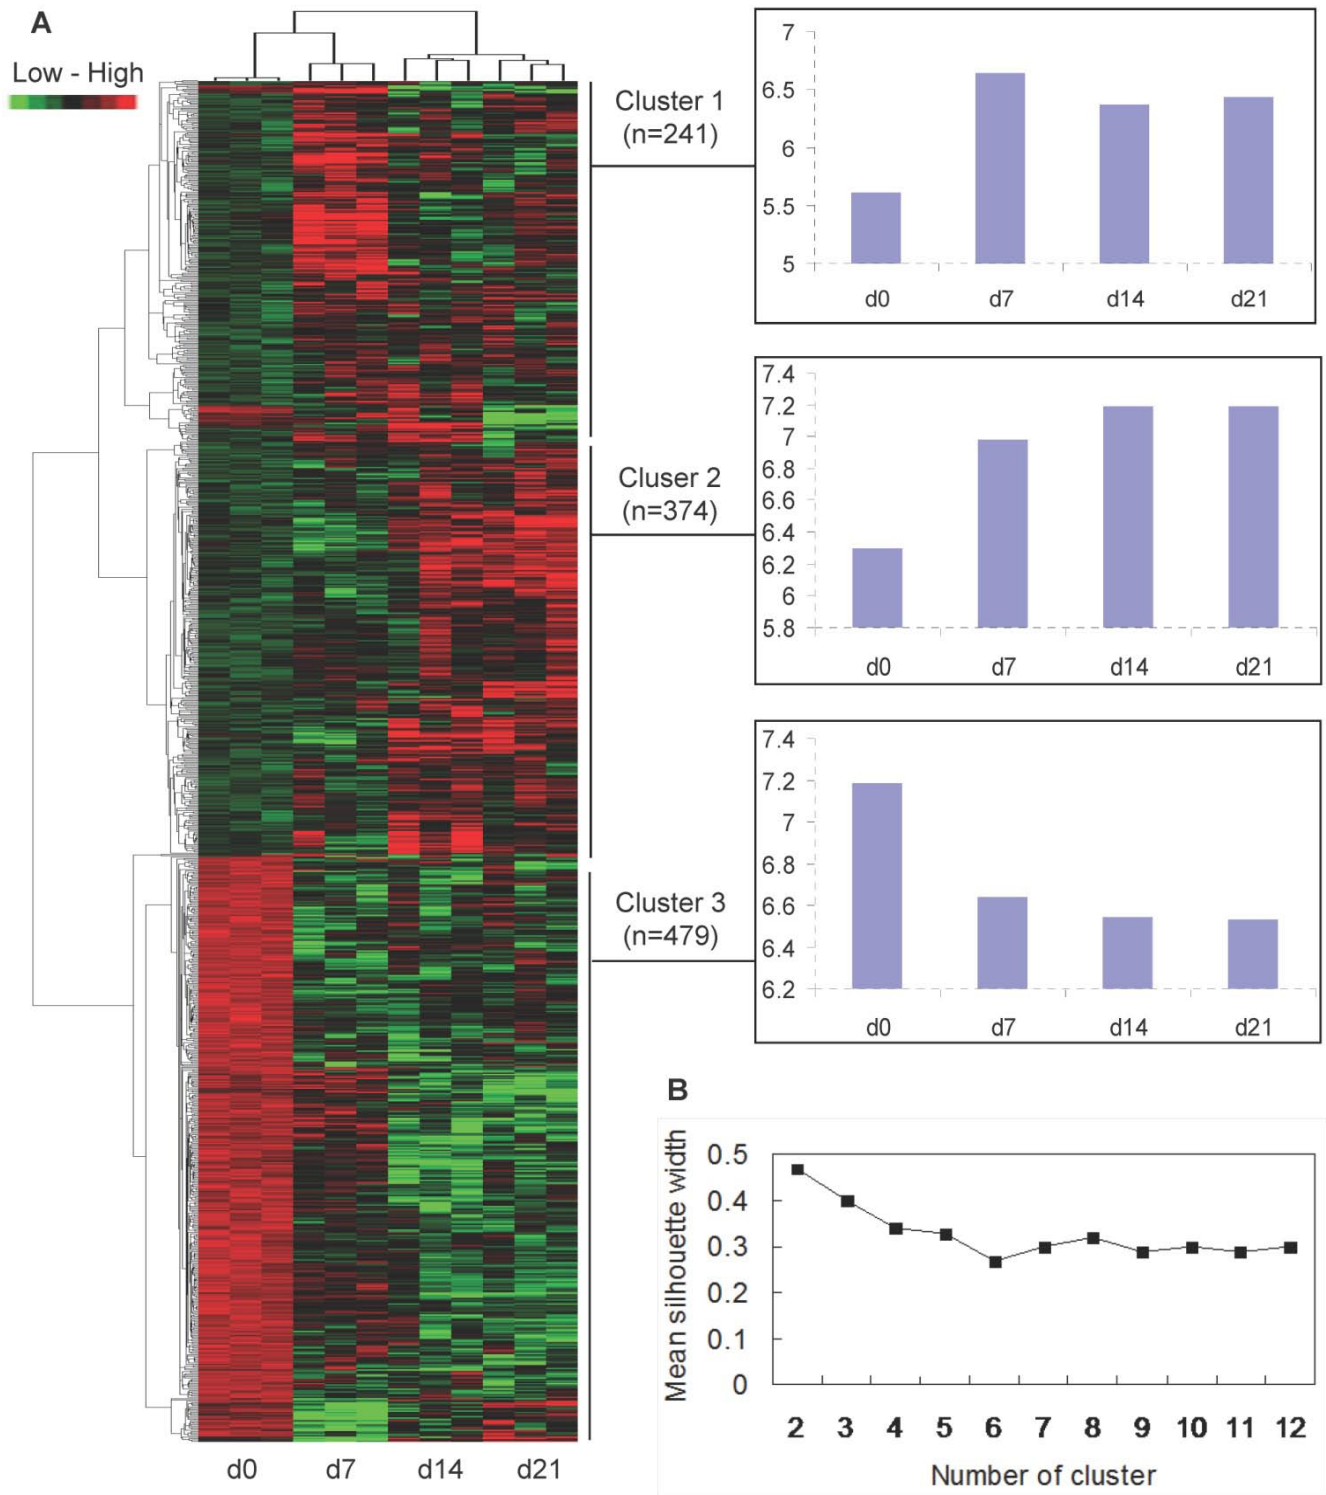 A
Low - High
Cluster 1
(n=241)
7
6.5
6
5.5
5
d0 d7 d14 d21
Cluser 2
(n=374)
7.4
7.2
7
6.8
6.6
6.4
6.2
6
5.8
d0 d7 d14 d21
Cluster 3
(n=479)
7.4
7.2
7
6.8
6.6
6.4
6.2
d0 d7 d14 d21
d0 d7 d14 d21
B
Mean silhouette width
0.5
0.4
0.3
0.2
0.1
0
2 3 4 5 6 7 8 9 10 11 12
Number of cluster